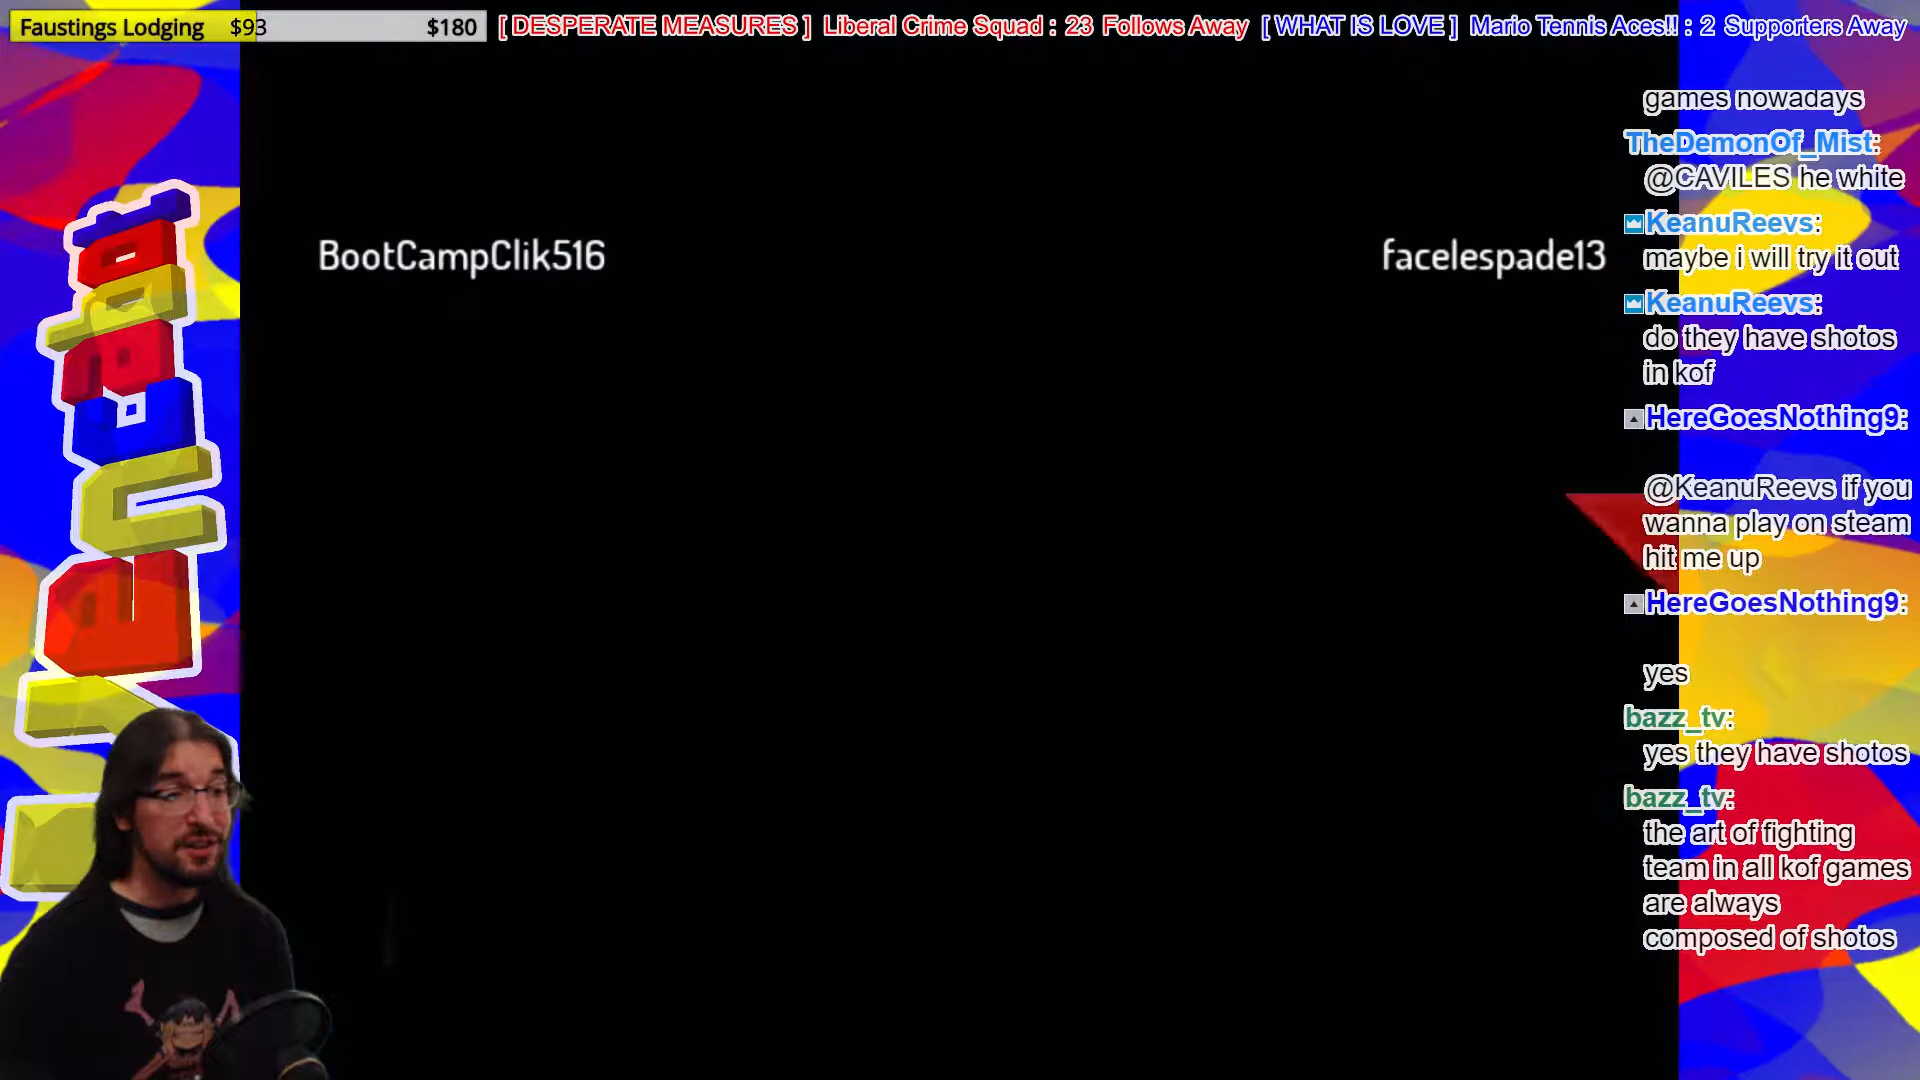 Faustings Lodging $93 $180 [ DESPERATE MEASURES ] Liberal Crime Squad : 23 Follows Away [ WHAT IS LOVE ] Mario Tennis Aces!! : 2 Supporters Away
games nowadays
TheDemonOf_Mist:
@CAVILES he white
KeanuReevs:
maybe i will try it out
KeanuReevs:
do they have shotos
in kof
HereGoesNothing9:
@KeanuReevs if you
wanna play on steam
hit me up
HereGoesNothing9:
yes
bazz_tv:
yes they have shotos
bazz_tv:
the art of fighting
team in all kof games
are always
composed of shotos
BootCampClik516
facelespade13